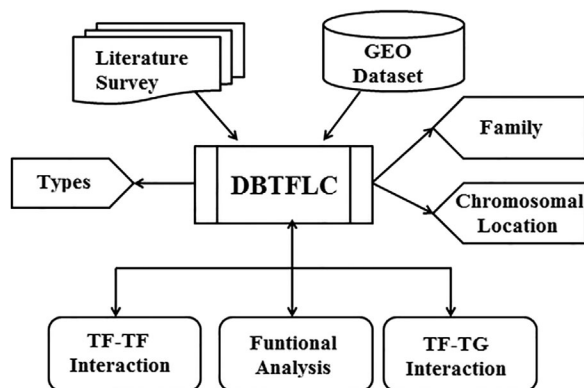 Literature
Survey
GEO
Dataset
Family
Types
DBTFLC
Chromosomal
Location
TF-TF
Interaction
Funtional
Analysis
TF-TG
Interaction